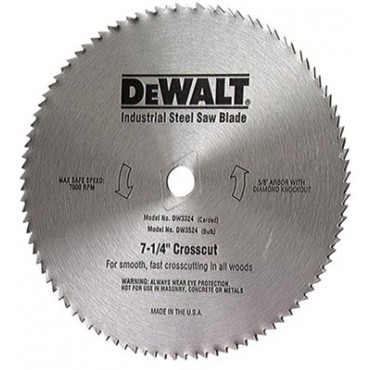 DEWALT
Industrial Steel Saw Blade
MAX SAFE SPEED:
7000 RPM
5/8" ARBOR WITH
DIAMOND KNOCKOUT
Model No. DW3324 (Carded)
Model No. DW3524 (Bulk)
7-1/4" Crosscut
For smooth, fast crosscutting in all woods
WARNING: ALWAYS WEAR EYE PROTECTION.
NOT FOR USE IN MASONRY, CONCRETE OR METALS
MADE IN THE U.S.A.